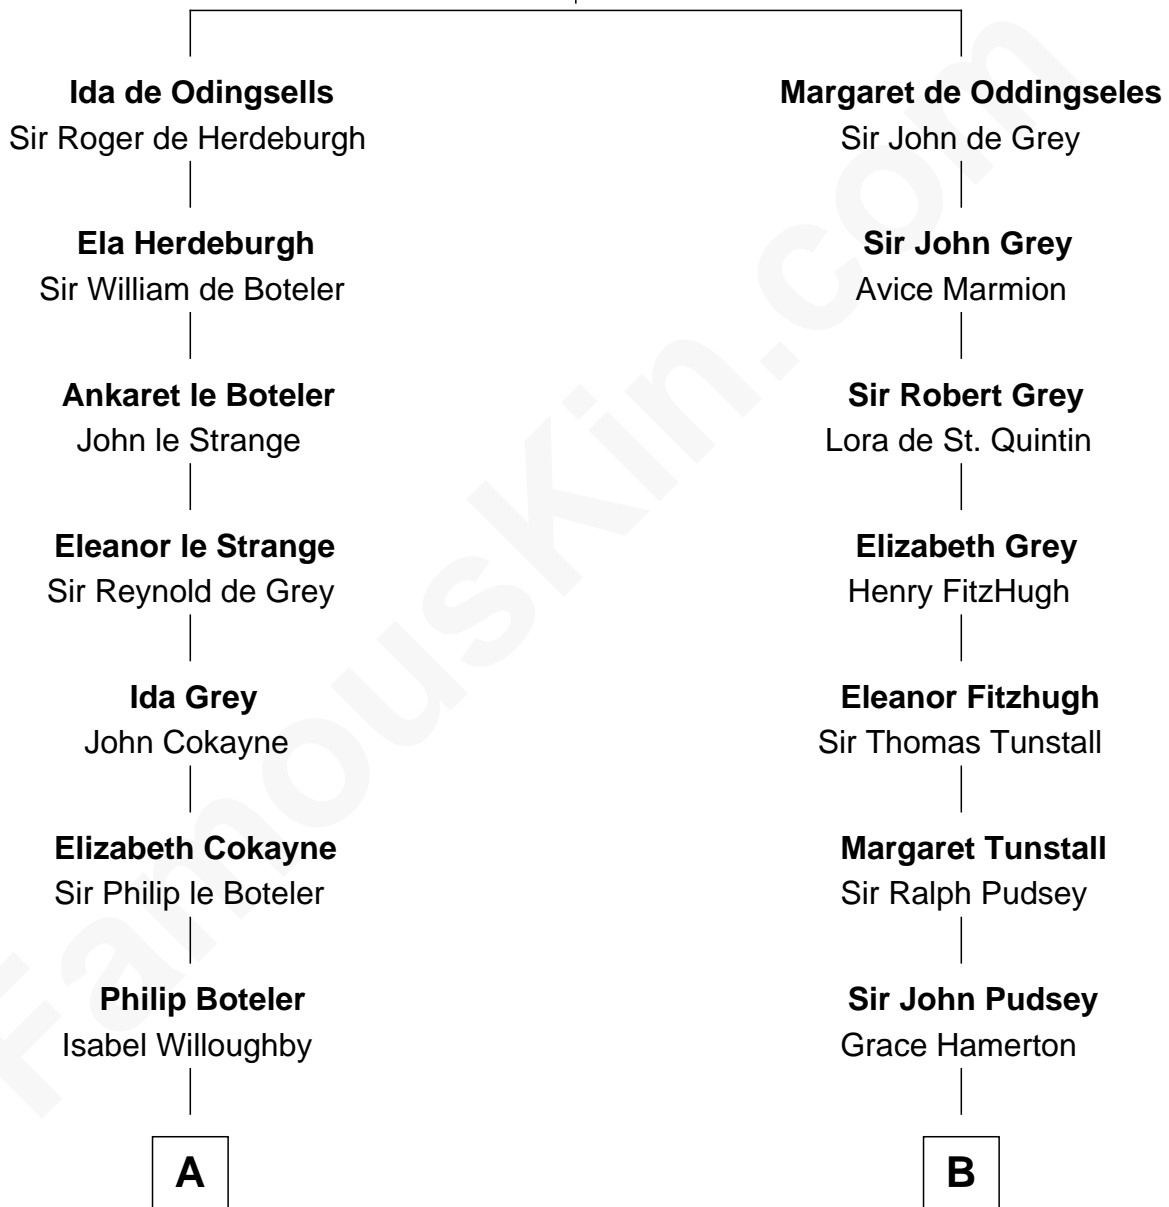 Ida de Odingsells
Sir Roger de Herdeburgh
Margaret de Oddingseles
Sir John de Grey
Ela Herdeburgh
Sir William de Boteler
Sir John Grey
Avice Marmion
Ankaret le Boteler
John le Strange
Sir Robert Grey
Lora de St. Quintin
Eleanor le Strange
Sir Reynold de Grey
Elizabeth Grey
Henry FitzHugh
Ida Grey
John Cokayne
Eleanor Fitzhugh
Sir Thomas Tunstall
Elizabeth Cokayne
Sir Philip le Boteler
Margaret Tunstall
Sir Ralph Pudsey
Philip Boteler
Isabel Willoughby
Sir John Pudsey
Grace Hamerton
A
B
FamousKin.com